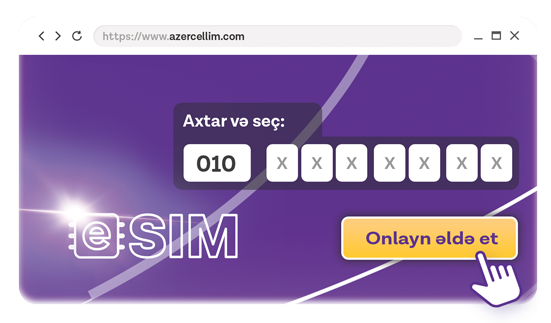 https://www.azercellim.com
Axtar və seç:
010 X X X X X X X
eSIM
Onlayn əldə et